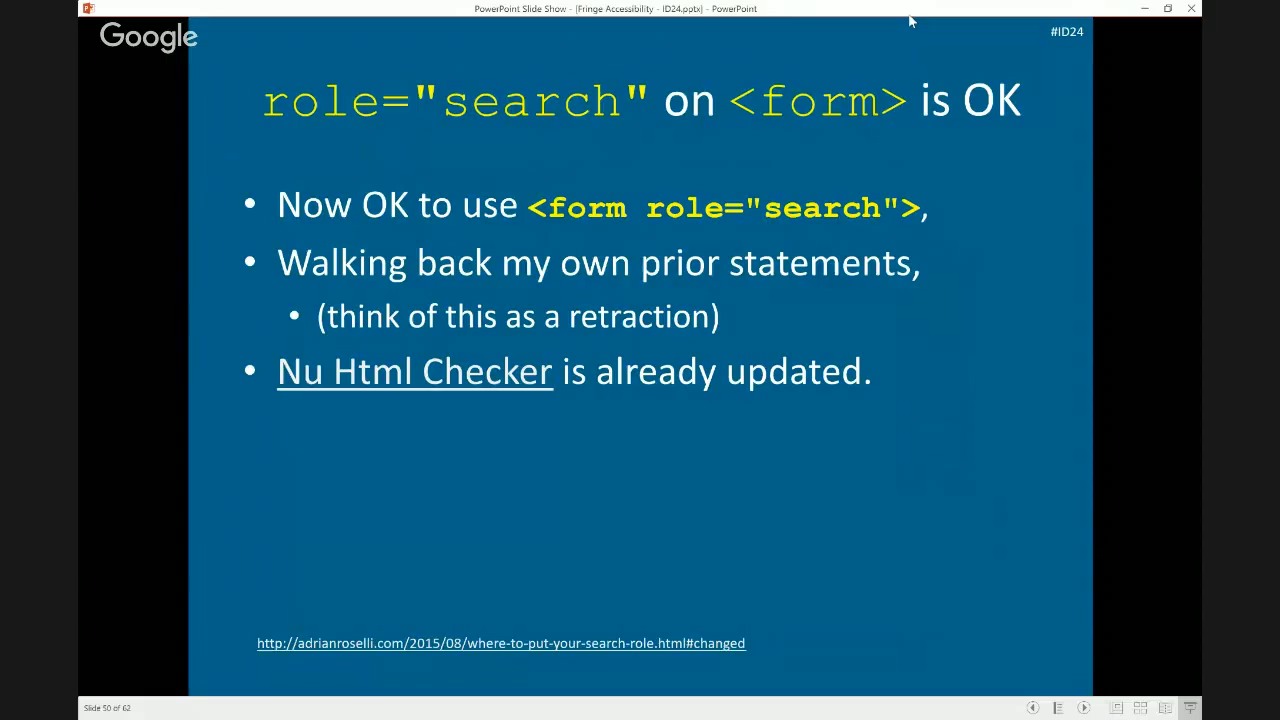 PowerPoint Slide Show - [Fringe Accessibility - ID24.pptx] - PowerPoint
Google
#ID24
role="search" on <form> is OK
• Now OK to use <form role="search">,
• Walking back my own prior statements,
• (think of this as a retraction)
• Nu Html Checker is already updated.
http://adrianroselli.com/2015/08/where-to-put-your-search-role.html#changed
Slide 50 of 62